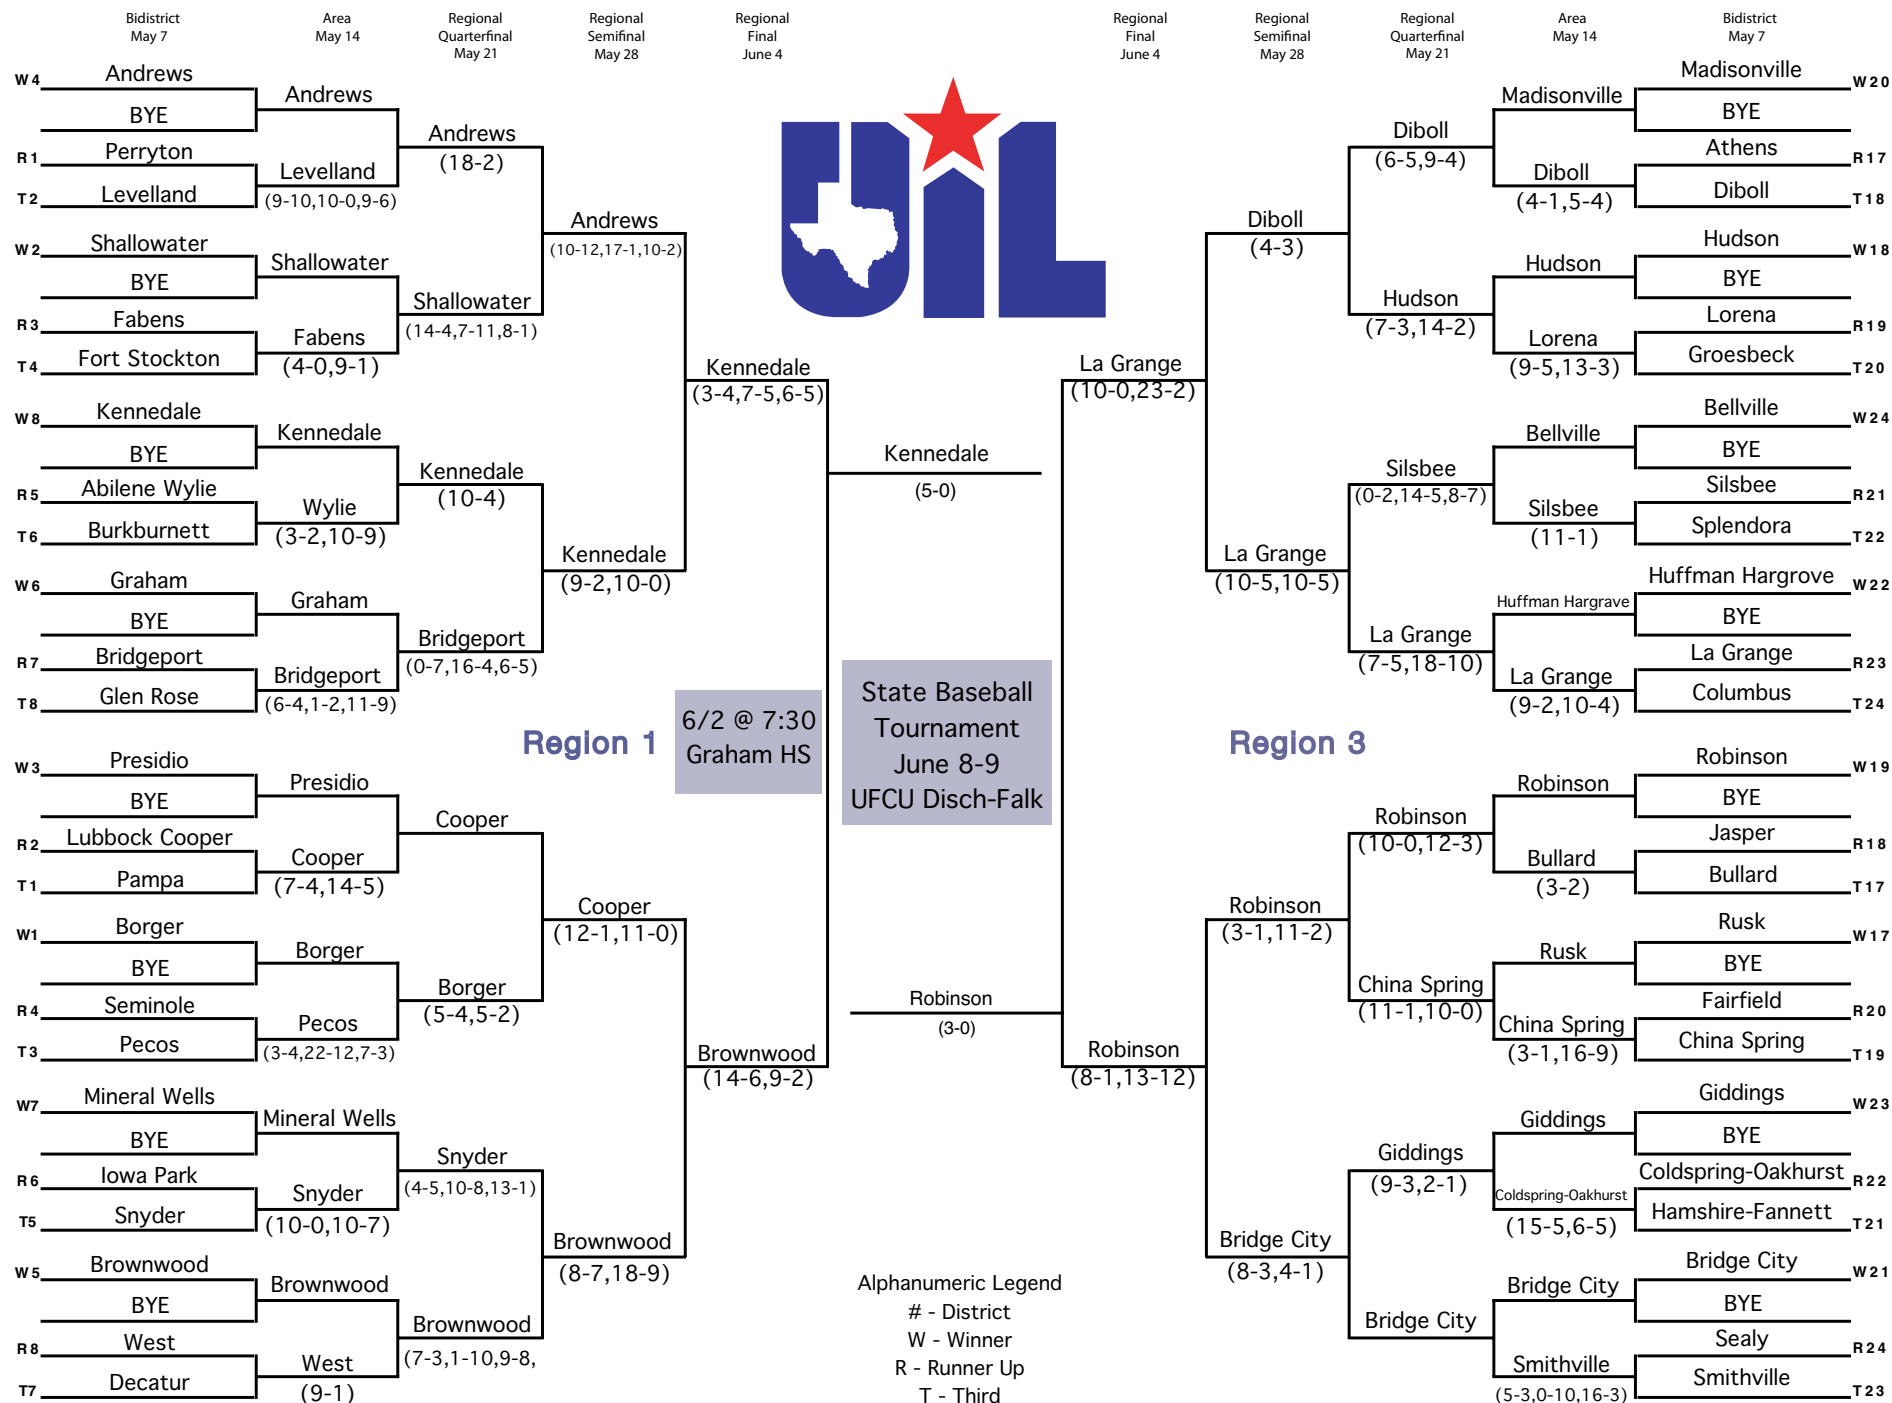 Bidistrict
May 7
Area
May 14
Regional
Quarterfinal
May 21
Regional
Semifinal
May 28
Regional
Final
June 4
Regional
Final
June 4
Regional
Semifinal
May 28
Regional
Quarterfinal
May 21
Area
May 14
Bidistrict
May 7
W4 Andrews
BYE
R1 Perryton
T2 Levelland
W2 Shallowater
BYE
R3 Fabens
T4 Fort Stockton
W8 Kennedale
BYE
R5 Abilene Wylie
T6 Burkburnett
W6 Graham
BYE
R7 Bridgeport
T8 Glen Rose
W3 Presidio
BYE
R2 Lubbock Cooper
T1 Pampa
W1 Borger
BYE
R4 Seminole
T3 Pecos
W7 Mineral Wells
BYE
R6 Iowa Park
T5 Snyder
W5 Brownwood
BYE
R8 West
T7 Decatur
Andrews
Levelland
(9-10,10-0,9-6)
Shallowater
Fabens
(4-0,9-1)
Kennedale
Wylie
(3-2,10-9)
Graham
Bridgeport
(6-4,1-2,11-9)
Presidio
Cooper
(7-4,14-5)
Borger
Pecos
(3-4,22-12,7-3)
Mineral Wells
Snyder
(10-0,10-7)
Brownwood
West
(9-1)
Andrews
(18-2)
Shallowater
(14-4,7-11,8-1)
Kennedale
(10-4)
Bridgeport
(0-7,16-4,6-5)
Cooper
Borger
(5-4,5-2)
Snyder
(4-5,10-8,13-1)
Brownwood
(7-3,1-10,9-8,
Andrews
(10-12,17-1,10-2)
Kennedale
(9-2,10-0)
Cooper
(12-1,11-0)
Brownwood
(8-7,18-9)
Kennedale
(3-4,7-5,6-5)
Brownwood
(14-6,9-2)
Region 1
6/2 @ 7:30
Graham HS
UIL
Kennedale
(5-0)
State Baseball
Tournament
June 8-9
UFCU Disch-Falk
Robinson
(3-0)
Alphanumeric Legend
# - District
W - Winner
R - Runner Up
T - Third
La Grange
(10-0,23-2)
Robinson
(8-1,13-12)
Region 3
Diboll
(4-3)
La Grange
(10-5,10-5)
Robinson
(3-1,11-2)
Bridge City
(8-3,4-1)
Diboll
(6-5,9-4)
Hudson
(7-3,14-2)
Silsbee
(0-2,14-5,8-7)
La Grange
(7-5,18-10)
Robinson
(10-0,12-3)
China Spring
(11-1,10-0)
Giddings
(9-3,2-1)
Bridge City
Madisonville
Diboll
(4-1,5-4)
Hudson
Lorena
(9-5,13-3)
Bellville
Silsbee
(11-1)
Huffman Hargrave
La Grange
(9-2,10-4)
Robinson
Bullard
(3-2)
Rusk
China Spring
(3-1,16-9)
Giddings
Coldspring-Oakhurst
(15-5,6-5)
Bridge City
Smithville
(5-3,0-10,16-3)
Madisonville W20
BYE
Athens R17
Diboll T18
Hudson W18
BYE
Lorena R19
Groesbeck T20
Bellville W24
BYE
Silsbee R21
Splendora T22
Huffman Hargrove W22
BYE
La Grange R23
Columbus T24
Robinson W19
BYE
Jasper R18
Bullard T17
Rusk W17
BYE
Fairfield R20
China Spring T19
Giddings W23
BYE
Coldspring-Oakhurst R22
Hamshire-Fannett T21
Bridge City W21
BYE
Sealy R24
Smithville T23